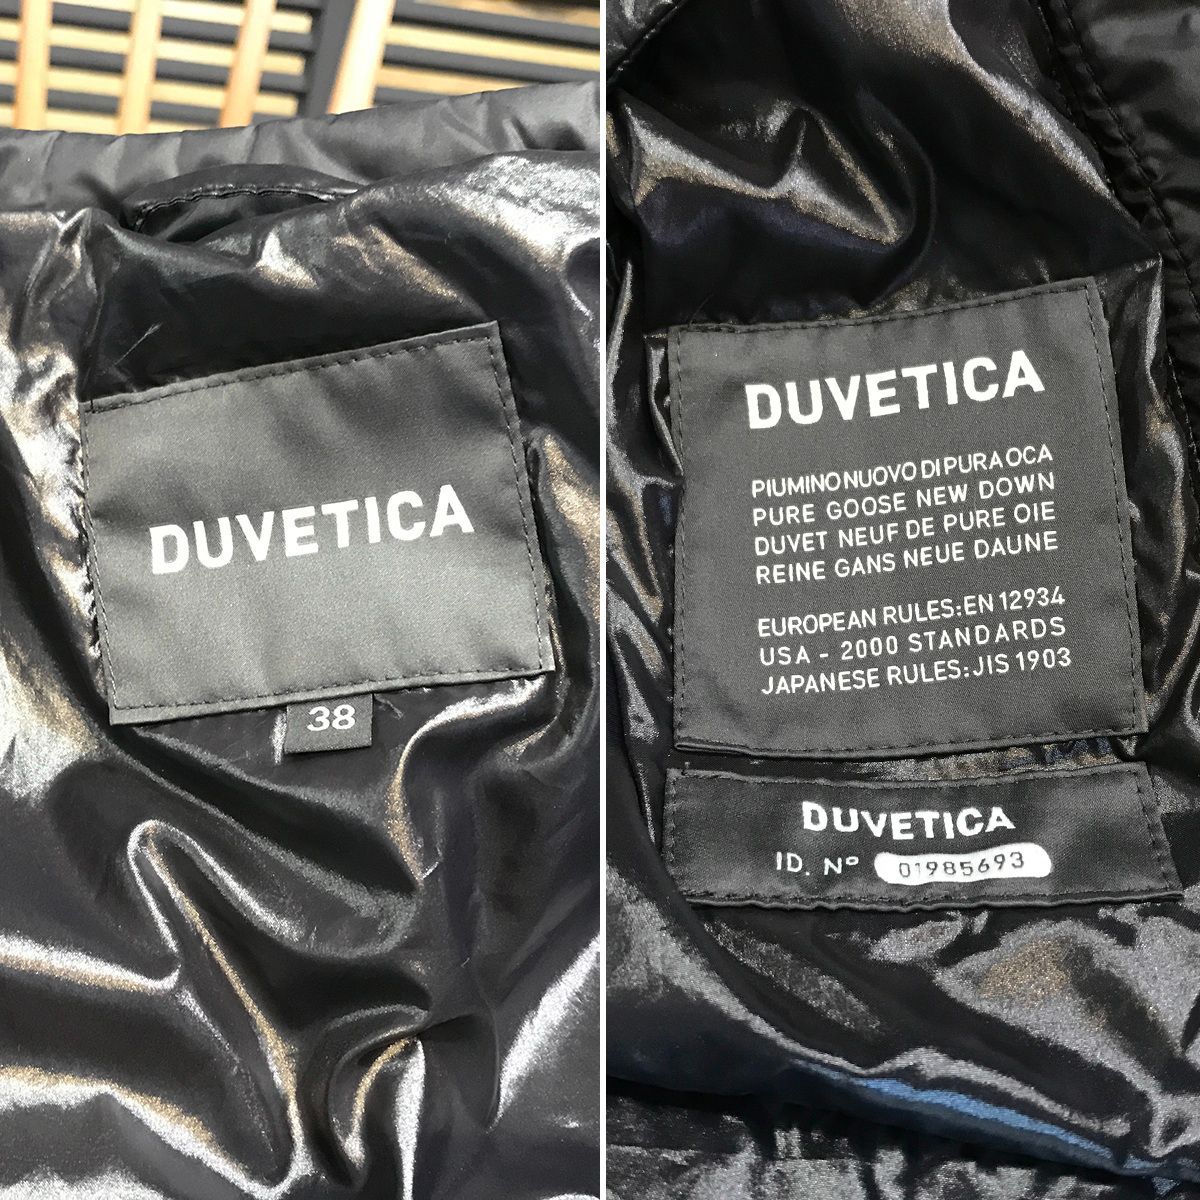 DUVETICA
38
DUVETICA
PIUMINO NUOVO DI PURA OCA
PURE GOOSE NEW DOWN
DUVET NEUF DE PURE OIE
REINE GANS NEUE DAUNE
EUROPEAN RULES:EN 12934
USA - 2000 STANDARDS
JAPANESE RULES:JIS 1903
DUVETICA
ID. Nº 01985693